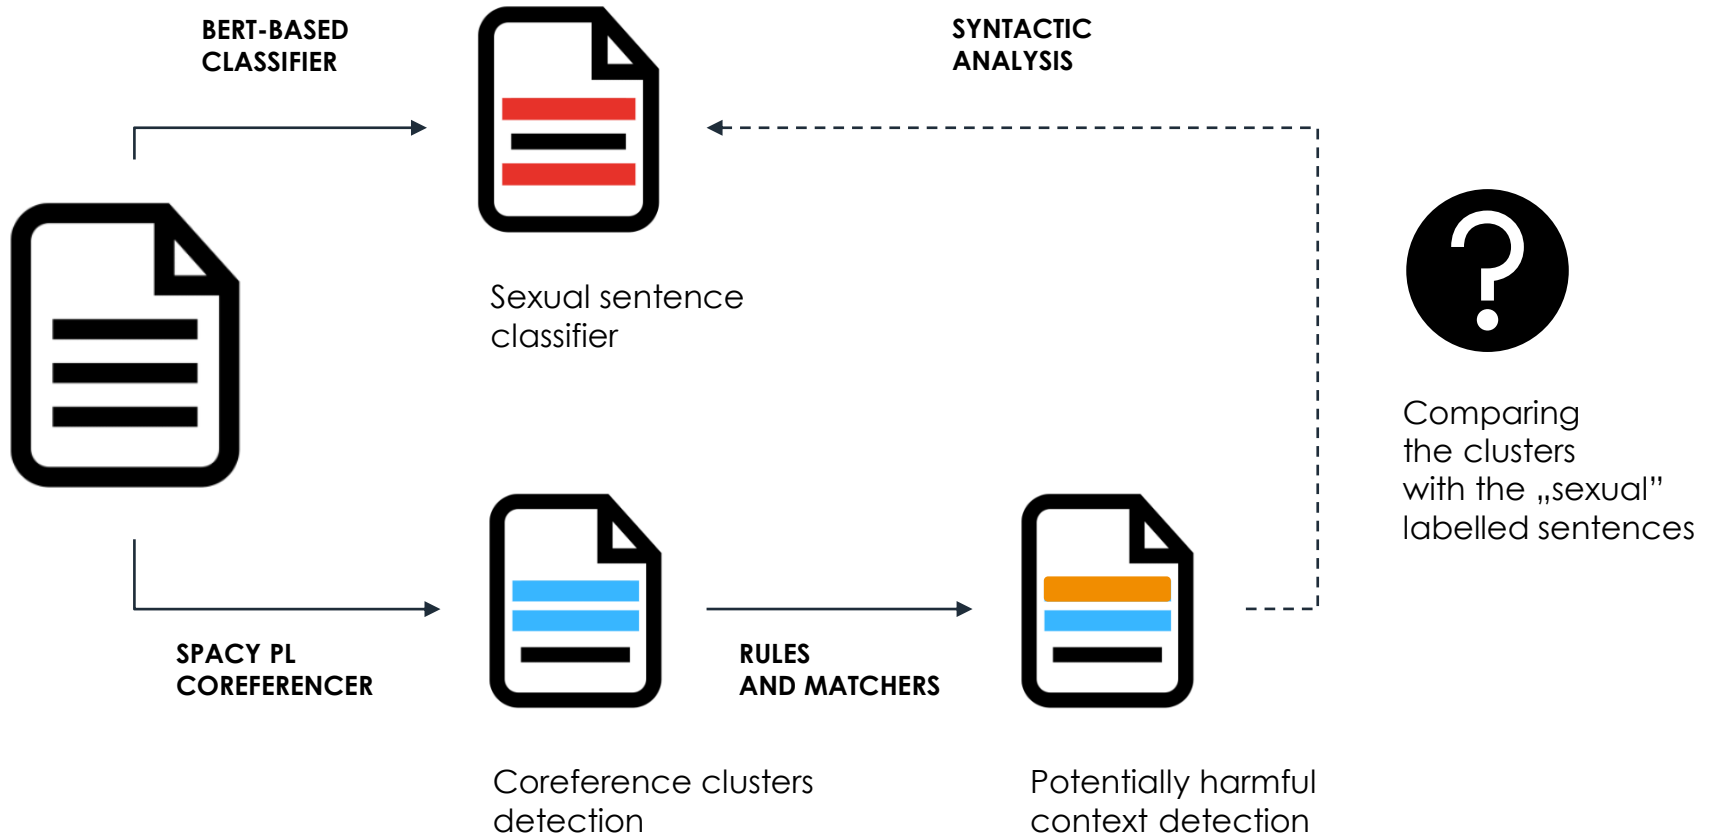 BERT-BASED
CLASSIFIER
SYNTACTIC
ANALYSIS
Sexual sentence
classifier
Comparing
the clusters
with the „sexual”
labelled sentences
SPACY PL
COREFERENCER
RULES
AND MATCHERS
Coreference clusters
detection
Potentially harmful
context detection